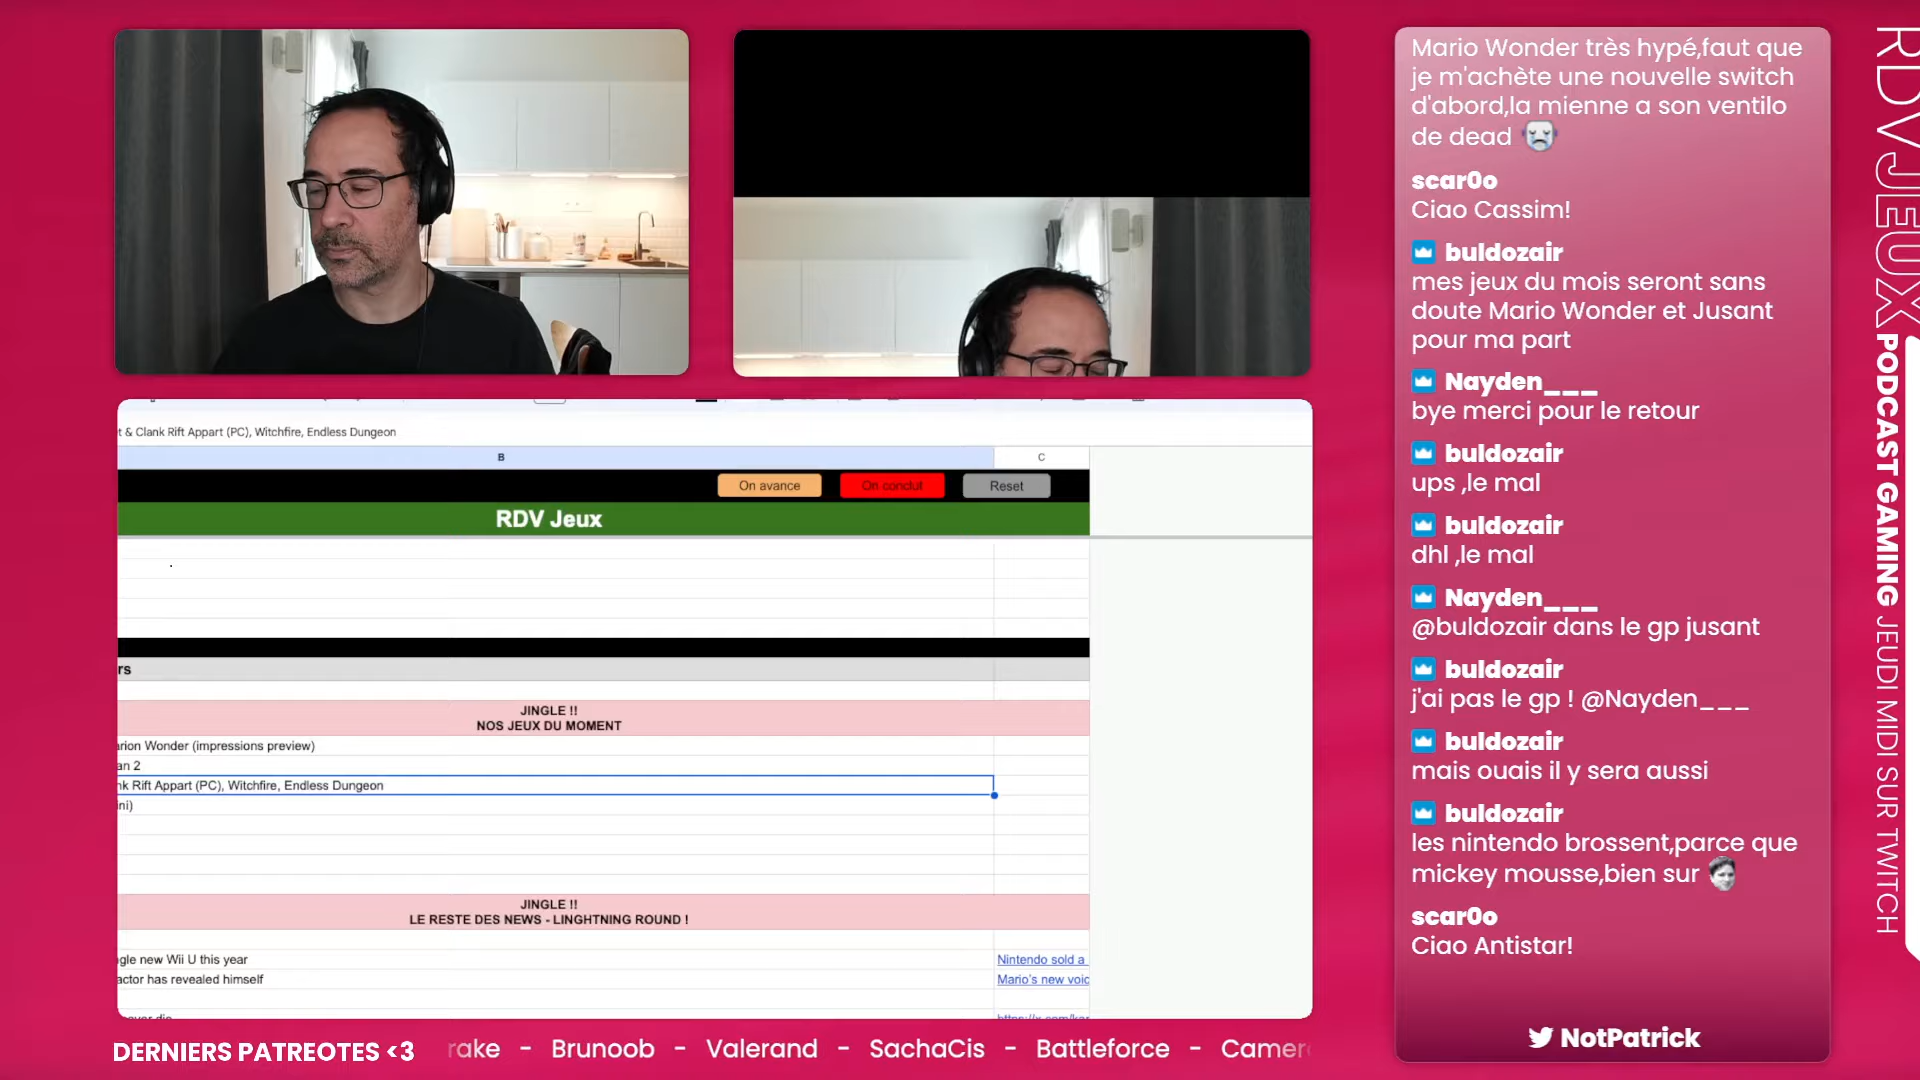 Mario Wonder très hypé,faut que
je m'achète une nouvelle switch
d'abord,la mienne a son ventilo
de dead
scar0o
Ciao Cassim!
buldozair
mes jeux du mois seront sans
doute Mario Wonder et Jusant
pour ma part
Nayden___
bye merci pour le retour
buldozair
ups ,le mal
buldozair
dhl ,le mal
Nayden___
@buldozair dans le gp jusant
buldozair
j'ai pas le gp ! @Nayden___
buldozair
mais ouais il y sera aussi
buldozair
les nintendo brossent,parce que
mickey mousse,bien sur
scar0o
Ciao Antistar!
NotPatrick
RDV JEUX PODCAST GAMING JEUDI MIDI SUR TWITCH
t & Clank Rift Appart (PC), Witchfire, Endless Dungeon
B C
On avance On conclut Reset
RDV Jeux
rs
JINGLE !!
NOS JEUX DU MOMENT
arion Wonder (impressions preview)
an 2
nk Rift Appart (PC), Witchfire, Endless Dungeon
ini)
JINGLE !!
LE RESTE DES NEWS - LINGHTNING ROUND !
gle new Wii U this year Nintendo sold a
actor has revealed himself Mario's new voic
DERNIERS PATREOTES <3 rake - Brunoob - Valerand - SachaCis - Battleforce - Camer